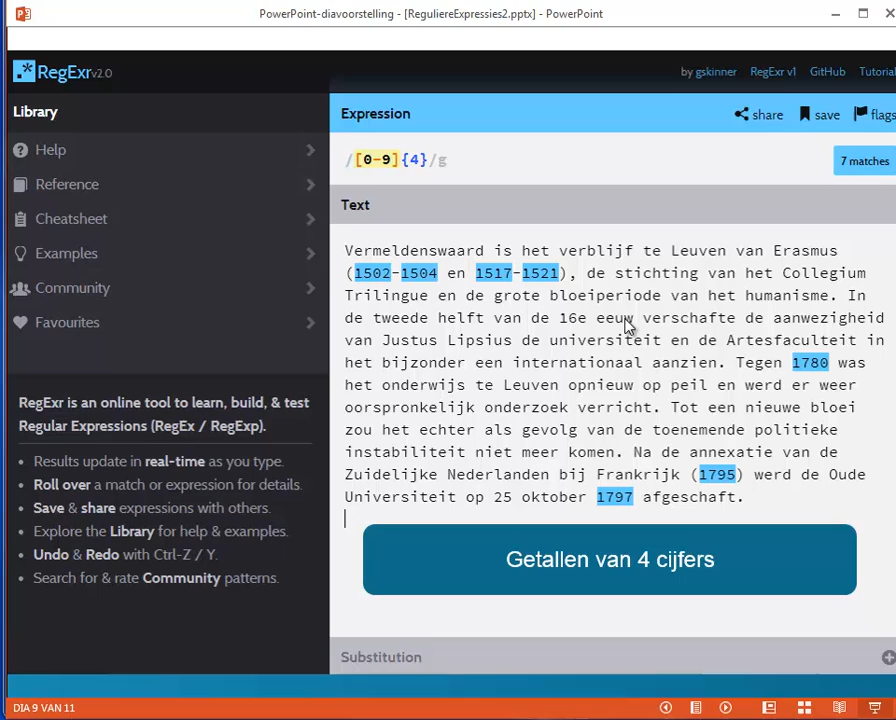 PowerPoint-diavoorstelling - [ReguliereExpressies2.pptx] - PowerPoint
RegExr v2.0
by gskinner RegExr v1 GitHub Tutorial
Library
Expression
share save flags
Help
/[0-9]{4}/g
7 matches
Reference
Text
Cheatsheet
Examples
Community
Favourites
Vermeldenswaard is het verblijf te Leuven van Erasmus
(1502-1504 en 1517-1521), de stichting van het Collegium
Trilingue en de grote bloeiperiode van het humanisme. In
de tweede helft van de 16e eeuw verschafte de aanwezigheid
van Justus Lipsius de universiteit en de Artesfaculteit in
het bijzonder een internationaal aanzien. Tegen 1780 was
het onderwijs te Leuven opnieuw op peil en werd er weer
oorspronkelijk onderzoek verricht. Tot een nieuwe bloei
zou het echter als gevolg van de toenemende politieke
instabiliteit niet meer komen. Na de annexatie van de
Zuidelijke Nederlanden bij Frankrijk (1795) werd de Oude
Universiteit op 25 oktober 1797 afgeschaft.
RegExr is an online tool to learn, build, & test
Regular Expressions (RegEx / RegExp).
• Results update in real-time as you type.
• Roll over a match or expression for details.
• Save & share expressions with others.
• Explore the Library for help & examples.
• Undo & Redo with Ctrl-Z / Y.
• Search for & rate Community patterns.
Getallen van 4 cijfers
Substitution
DIA 9 VAN 11